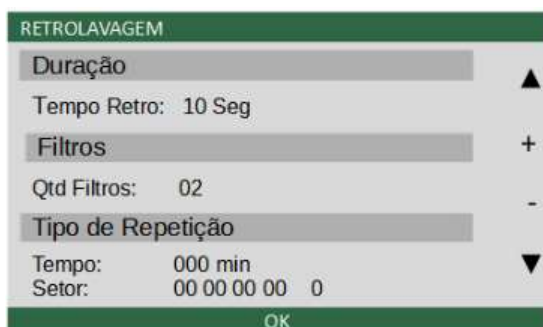 RETROLAVAGEM
Duração
Tempo Retro: 10 Seg
Filtros
+
Qtd Filtros: 02
-
Tipo de Repetição
Tempo: 000 min
Setor: 00 00 00 00 0
OK